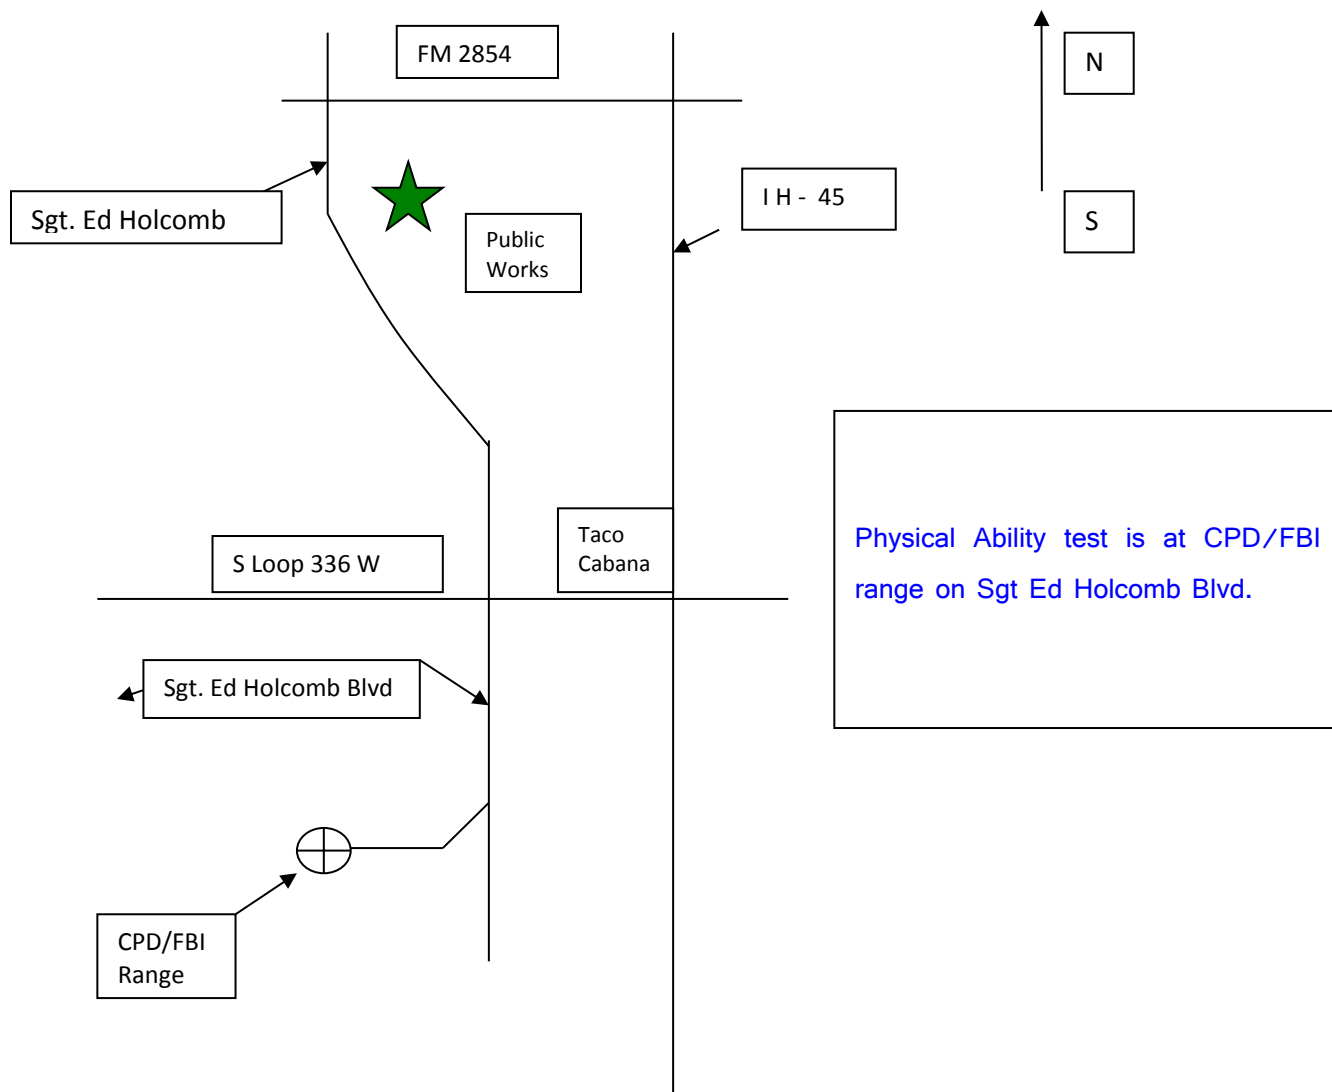 FM 2854
N
I H -  45
Sgt. Ed Holcomb
S
Public
Works
Taco
Cabana
S Loop 336 W
Physical Ability test is at CPD/FBI
range on Sgt Ed Holcomb Blvd.
Sgt. Ed Holcomb Blvd
CPD/FBI
Range